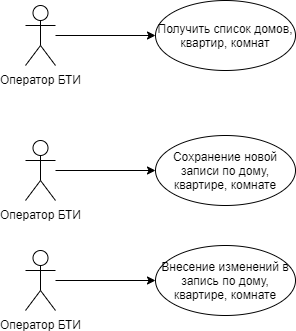 Получить список домов,
квартир, комнат
Оператор БТИ
Сохранение новой
записи по дому,
квартире, комнате
Оператор БТИ
Внесение изменений в
запись по дому,
квартире, комнате
Оператор БТИ